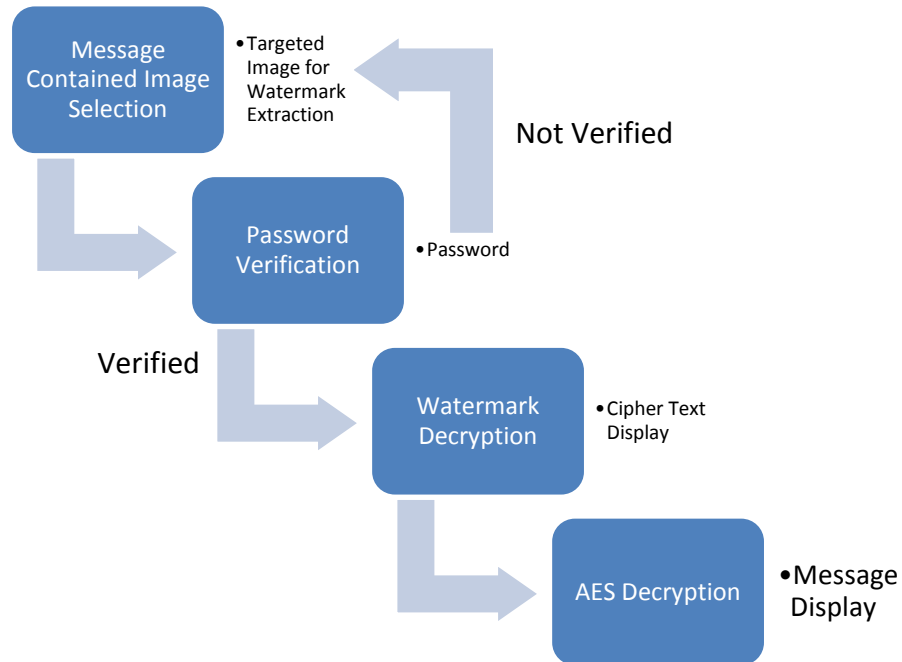 Message
Contained Image
Selection
•Targeted
Image for
Watermark
Extraction
Not Verified
Password
Verification
•Password
Verified
Watermark
Decryption
•Cipher Text
Display
AES Decryption
•Message
Display